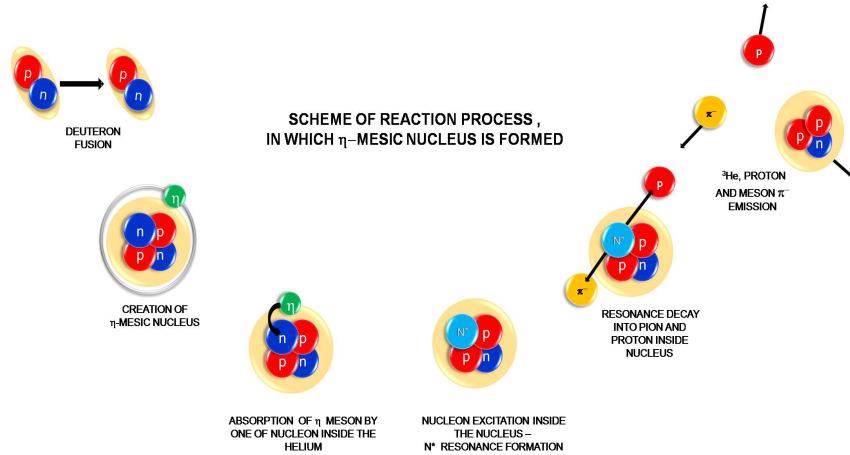 SCHEME OF REACTION PROCESS ,
IN WHICH η–MESIC NUCLEUS IS FORMED
p
n
p
n
DEUTERON
FUSION
η
n
p
p
n
CREATION OF
η-MESIC NUCLEUS
η
n
p
p
n
ABSORPTION OF η MESON BY
ONE OF NUCLEON INSIDE THE
HELIUM
N*
p
p
n
NUCLEON EXCITATION INSIDE
THE NUCLEUS –
N* RESONANCE FORMATION
p
N*
p
p
n
π⁻
RESONANCE DECAY
INTO PION AND
PROTON INSIDE
NUCLEUS
p
π⁻
p
p
n
³He, PROTON
AND MESON π⁻
EMISSION